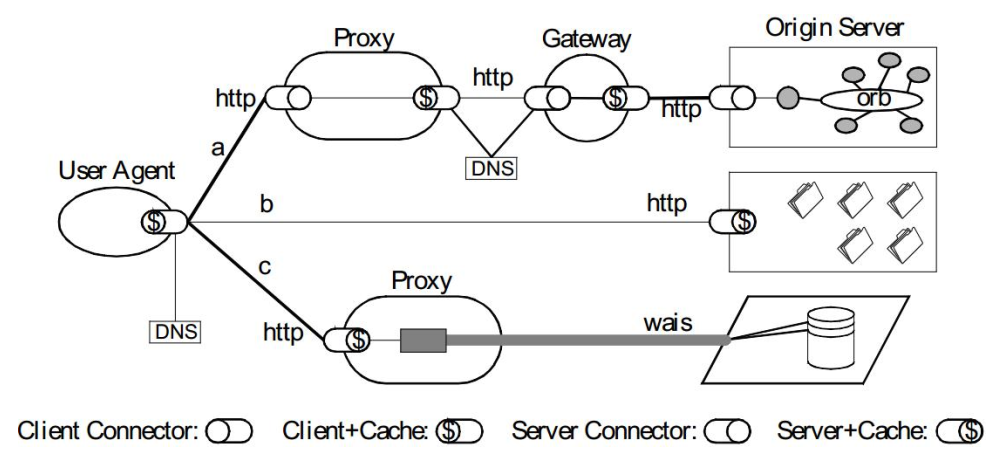 Proxy
Gateway
Origin Server
http
$
http
$
http
orb
a
DNS
User Agent
$
b
http
$
c
Proxy
DNS
http
$
wais
Client Connector: Client+Cache: $ Server Connector: Server+Cache: $